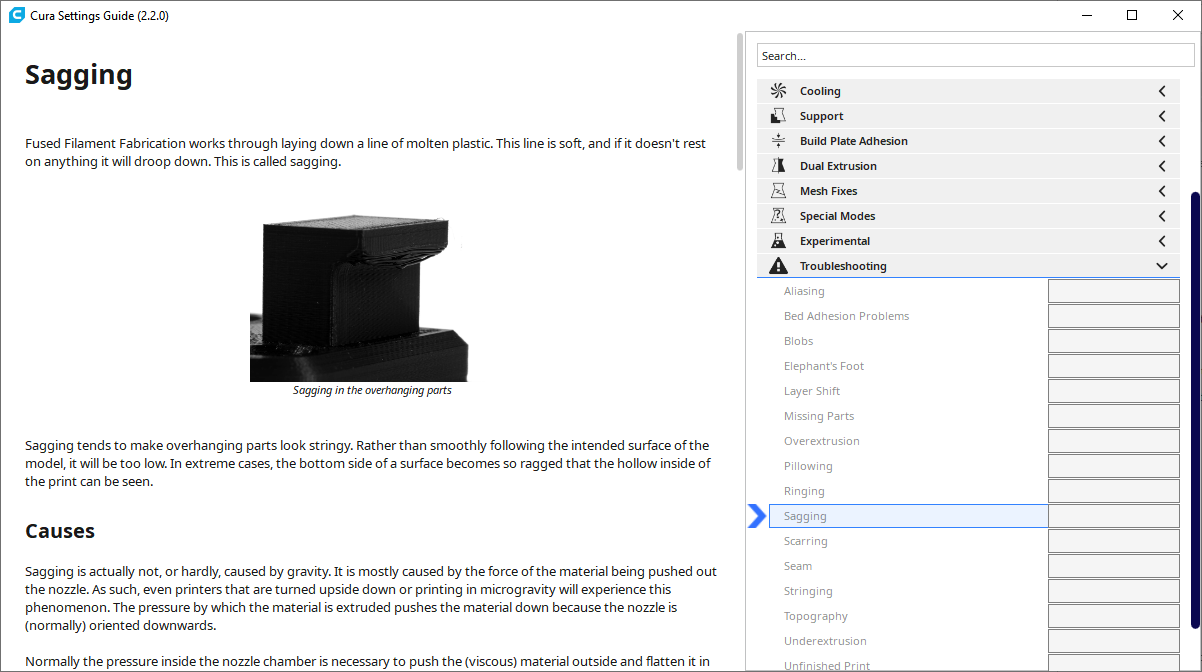 Cura Settings Guide (2.2.0)
Sagging
Fused Filament Fabrication works through laying down a line of molten plastic. This line is soft, and if it doesn't rest
on anything it will droop down. This is called sagging.
Sagging in the overhanging parts
Sagging tends to make overhanging parts look stringy. Rather than smoothly following the intended surface of the
model, it will be too low. In extreme cases, the bottom side of a surface becomes so ragged that the hollow inside of
the print can be seen.
Causes
Sagging is actually not, or hardly, caused by gravity. It is mostly caused by the force of the material being pushed out
the nozzle. As such, even printers that are turned upside down or printing in microgravity will experience this
phenomenon. The pressure by which the material is extruded pushes the material down because the nozzle is
(normally) oriented downwards.
Normally the pressure inside the nozzle chamber is necessary to push the (viscous) material outside and flatten it in
Search...
Cooling
Support
Build Plate Adhesion
Dual Extrusion
Mesh Fixes
Special Modes
Experimental
Troubleshooting
Aliasing
Bed Adhesion Problems
Blobs
Elephant's Foot
Layer Shift
Missing Parts
Overextrusion
Pillowing
Ringing
Sagging
Scarring
Seam
Stringing
Topography
Underextrusion
Unfinished Print